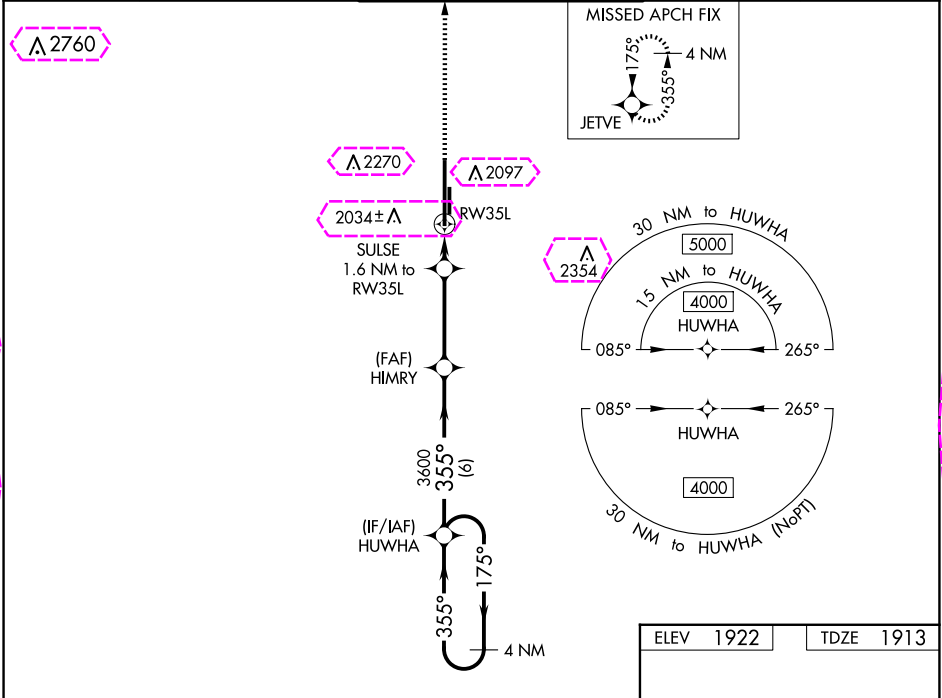 2760
MISSED APCH FIX
175°
4 NM
355°
JETVE
2270
2097
2034±
RW35L
SULSE
1.6 NM to
RW35L
(FAF)
HIMRY
3600
355°
(6)
(IF/IAF)
HUWHA
175°
355°
4 NM
2354
30 NM to HUWHA
5000
15 NM to HUWHA
4000
HUWHA
085°
265°
085°
265°
HUWHA
4000
30 NM to HUWHA (NoPT)
ELEV 1922
TDZE 1913